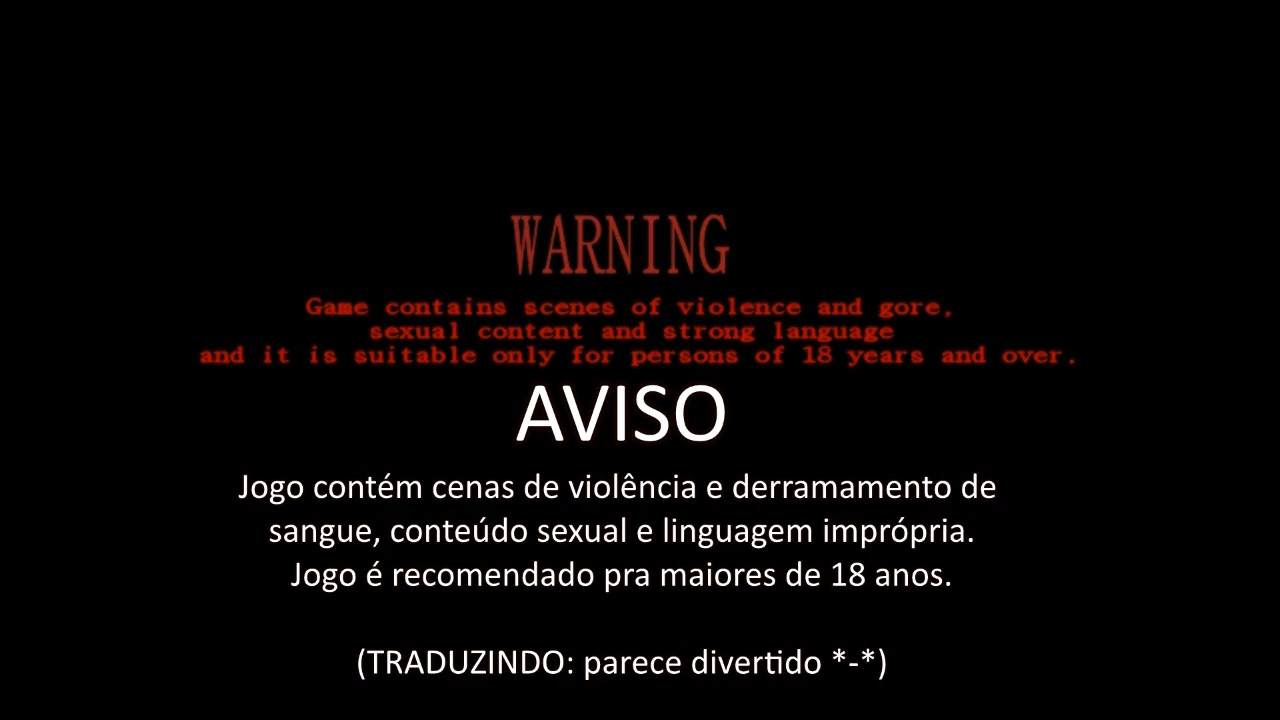 WARNING
Game contains scenes of violence and gore,
sexual content and strong language
and it is suitable only for persons of 18 years and over.
AVISO
Jogo contém cenas de violência e derramamento de
sangue, conteúdo sexual e linguagem imprópria.
Jogo é recomendado pra maiores de 18 anos.
(TRADUZINDO: parece divertido *-*)